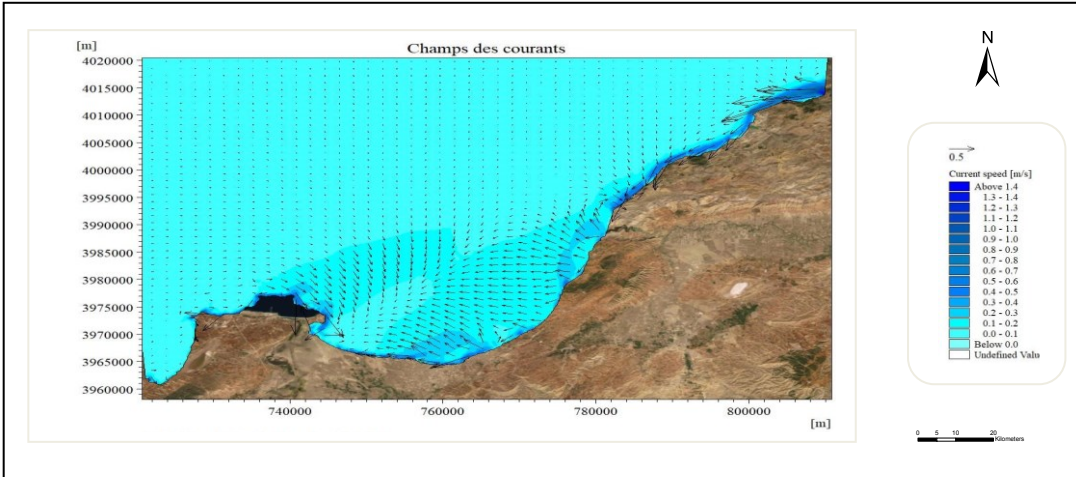 [m]
Champs des courants
4020000
4015000
4010000
4005000
4000000
3995000
3990000
3985000
3980000
3975000
3970000
3965000
3960000
740000
760000
780000
800000
[m]
N
0.5
Current speed [m/s]
Above 1.4
1.3 - 1.4
1.2 - 1.3
1.1 - 1.2
1.0 - 1.1
0.9 - 1.0
0.8 - 0.9
0.7 - 0.8
0.6 - 0.7
0.5 - 0.6
0.4 - 0.5
0.3 - 0.4
0.2 - 0.3
0.1 - 0.2
0.0 - 0.1
Below 0.0
Undefined Valu
0 5 10 20
Kilometers